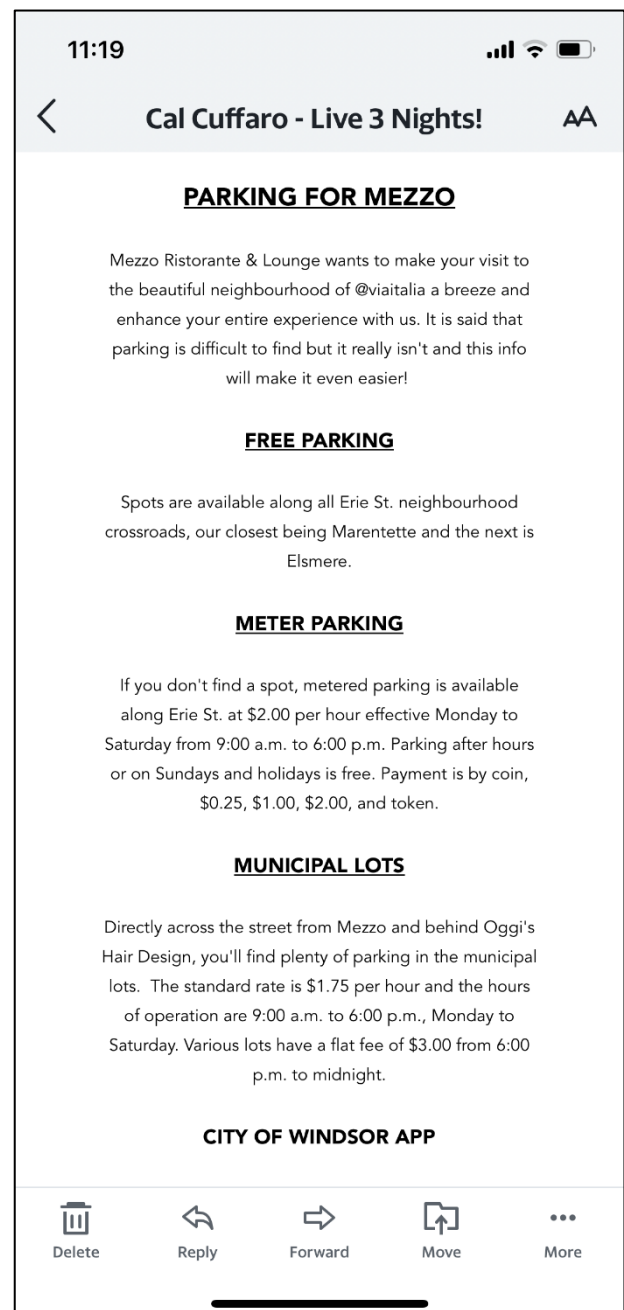 11:19
Cal Cuffaro - Live 3 Nights!
AA
PARKING FOR MEZZO
Mezzo Ristorante & Lounge wants to make your visit to
the beautiful neighbourhood of @viaitalia a breeze and
enhance your entire experience with us. It is said that
parking is difficult to find but it really isn't and this info
will make it even easier!
FREE PARKING
Spots are available along all Erie St. neighbourhood
crossroads, our closest being Marentette and the next is
Elsmere.
METER PARKING
If you don't find a spot, metered parking is available
along Erie St. at $2.00 per hour effective Monday to
Saturday from 9:00 a.m. to 6:00 p.m. Parking after hours
or on Sundays and holidays is free. Payment is by coin,
$0.25, $1.00, $2.00, and token.
MUNICIPAL LOTS
Directly across the street from Mezzo and behind Oggi's
Hair Design, you'll find plenty of parking in the municipal
lots.  The standard rate is $1.75 per hour and the hours
of operation are 9:00 a.m. to 6:00 p.m., Monday to
Saturday. Various lots have a flat fee of $3.00 from 6:00
p.m. to midnight.
CITY OF WINDSOR APP
Delete Reply Forward Move More